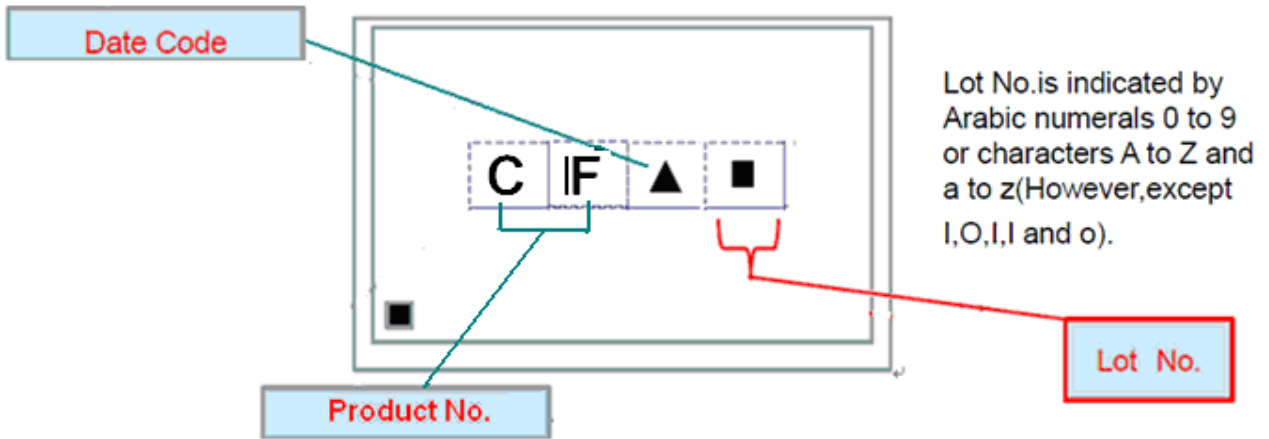 Date Code
Lot No.is indicated by
Arabic numerals 0 to 9
or characters A to Z and
a to z(However,except
I,O,I,I and o).
C IF ▲ ■
Lot No.
Product No.